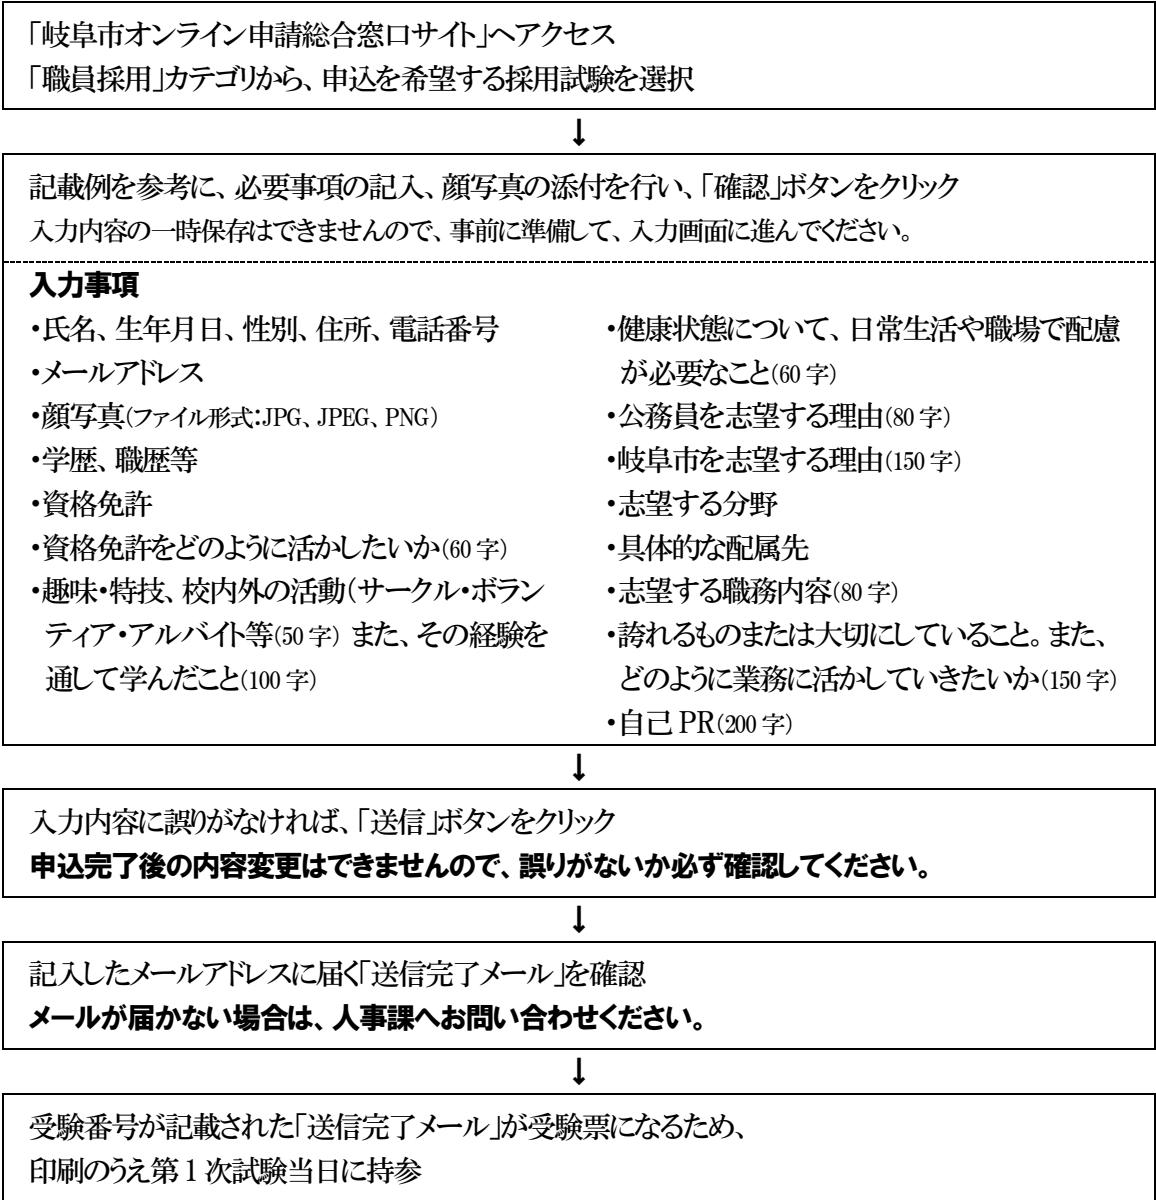 「岐阜市オンライン申請総合窓口サイト」へアクセス
「職員採用」カテゴリから、申込を希望する採用試験を選択
↓
記載例を参考に、必要事項の記入、顔写真の添付を行い、「確認」ボタンをクリック
入力内容の一時保存はできませんので、事前に準備して、入力画面に進んでください。
入力事項
・氏名、生年月日、性別、住所、電話番号
・メールアドレス
・顔写真(ファイル形式:JPG、JPEG、PNG)
・学歴、職歴等
・資格免許
・資格免許をどのように活かしたいか(60字)
・趣味・特技、校内外の活動(サークル・ボラン
ティア・アルバイト等(50字) また、その経験を
通して学んだこと(100字)
・健康状態について、日常生活や職場で配慮
が必要なこと(60字)
・公務員を志望する理由(80字)
・岐阜市を志望する理由(150字)
・志望する分野
・具体的な配属先
・志望する職務内容(80字)
・誇れるものまたは大切にしていること。また、
どのように業務に活かしていきたいか(150字)
・自己PR(200字)
↓
入力内容に誤りがなければ、「送信」ボタンをクリック
申込完了後の内容変更はできませんので、誤りがないか必ず確認してください。
↓
記入したメールアドレスに届く「送信完了メール」を確認
メールが届かない場合は、人事課へお問い合わせください。
↓
受験番号が記載された「送信完了メール」が受験票になるため、
印刷のうえ第1次試験当日に持参